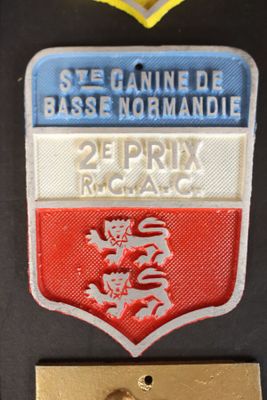 STE CANINE DE
BASSE NORMANDIE
2E PRIX
R.C.A.C.